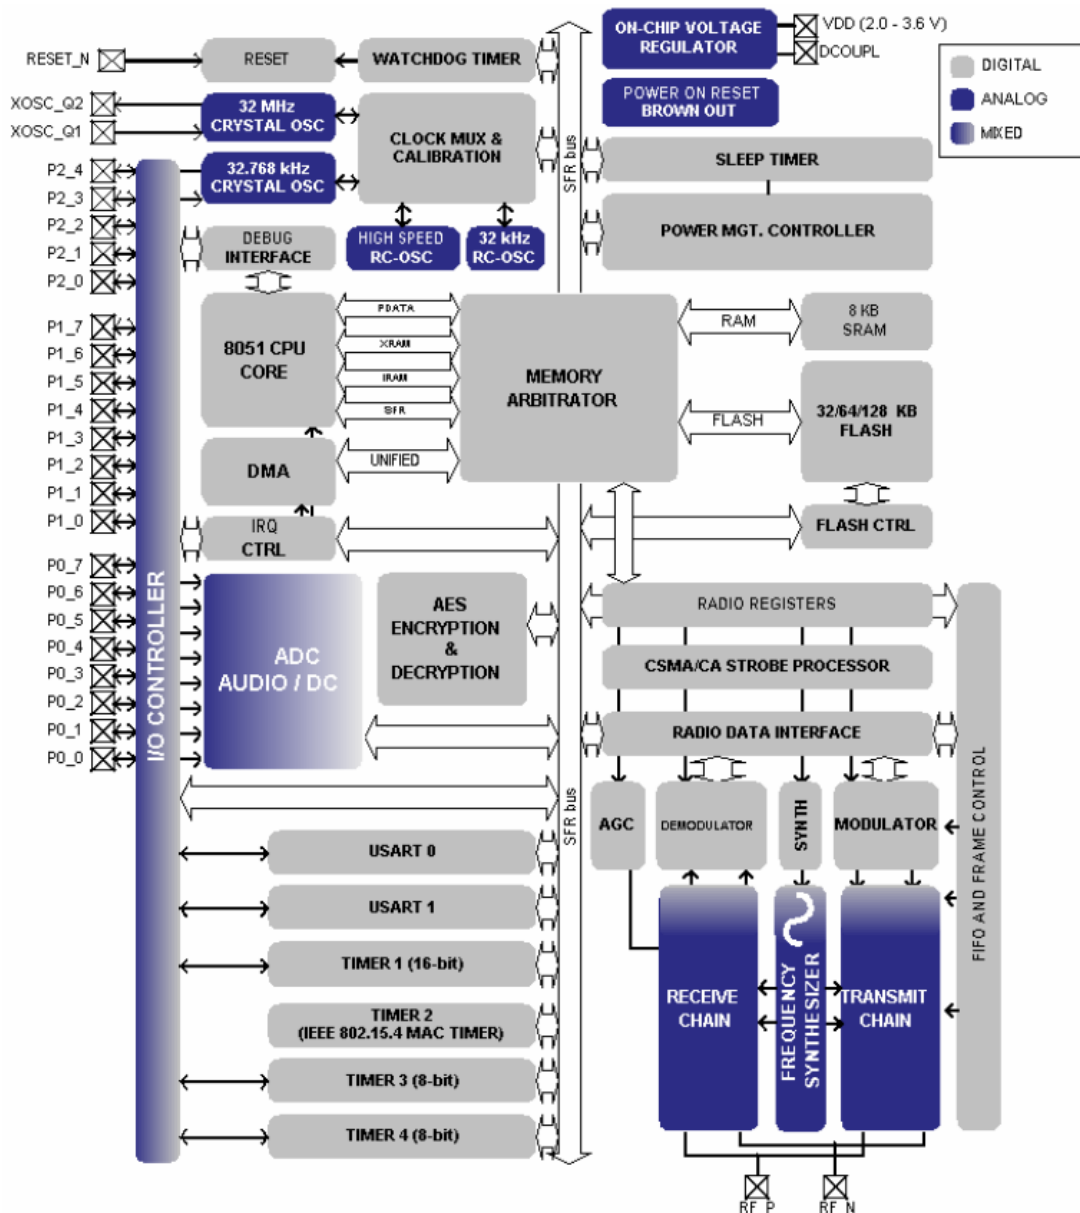 RESET_N
XOSC_Q2
XOSC_Q1
P2_4
P2_3
P2_2
P2_1
P2_0
P1_7
P1_6
P1_5
P1_4
P1_3
P1_2
P1_1
P1_0
P0_7
P0_6
P0_5
P0_4
P0_3
P0_2
P0_1
P0_0
I/O CONTROLLER
RESET
WATCHDOG TIMER
32 MHz
CRYSTAL OSC
32.768 kHz
CRYSTAL OSC
CLOCK MUX &
CALIBRATION
DEBUG
INTERFACE
HIGH SPEED
RC-OSC
32 kHz
RC-OSC
8051 CPU
CORE
PDATA
XRAM
IRAM
SFR
DMA
UNIFIED
IRQ
CTRL
MEMORY
ARBITRATOR
ADC
AUDIO / DC
AES
ENCRYPTION
&
DECRYPTION
USART 0
USART 1
TIMER 1 (16-bit)
TIMER 2
(IEEE 802.15.4 MAC TIMER)
TIMER 3 (8-bit)
TIMER 4 (8-bit)
SFR bus
SFR bus
ON-CHIP VOLTAGE
REGULATOR
VDD (2.0 - 3.6 V)
DCOUPL
POWER ON RESET
BROWN OUT
DIGITAL
ANALOG
MIXED
SLEEP TIMER
POWER MGT. CONTROLLER
RAM
8 KB
SRAM
FLASH
32/64/128 KB
FLASH
FLASH CTRL
RADIO REGISTERS
CSMA/CA STROBE PROCESSOR
RADIO DATA INTERFACE
AGC
DEMODULATOR
SYNTH
MODULATOR
FIFO AND FRAME CONTROL
RECEIVE
CHAIN
FREQUENCY
SYNTHESIZER
TRANSMIT
CHAIN
RF_P
RF_N